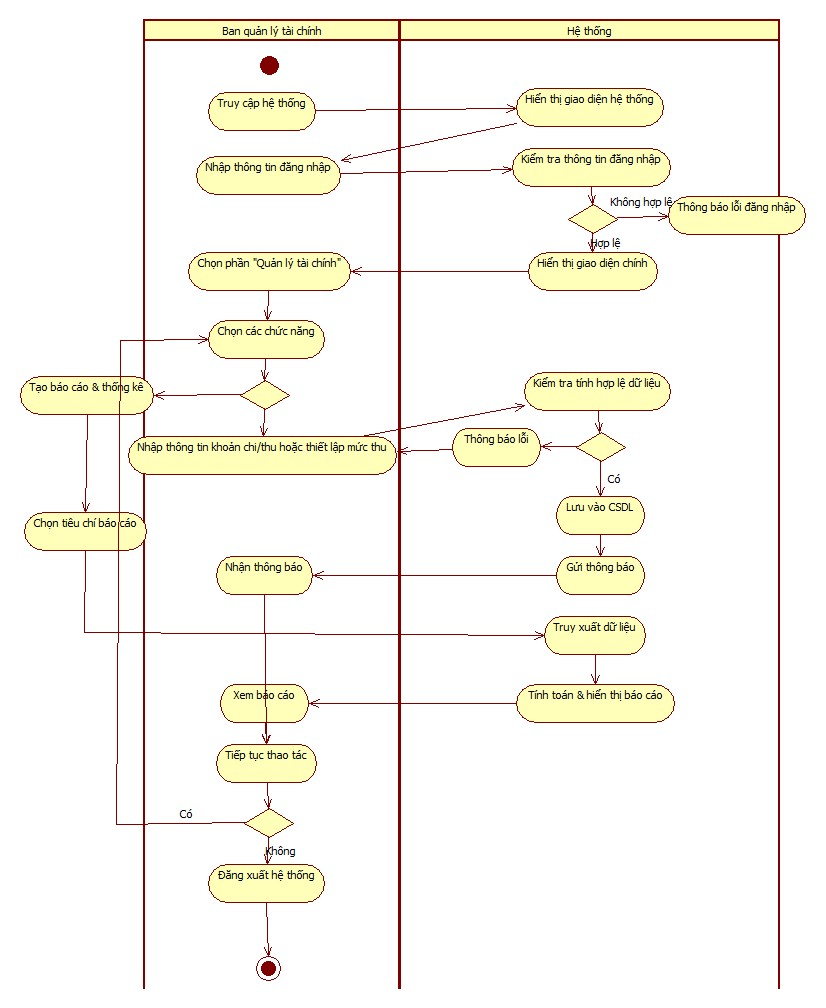 Ban quản lý tài chính
Hệ thống
Truy cập hệ thống
Hiển thị giao diện hệ thống
Nhập thông tin đăng nhập
Kiểm tra thông tin đăng nhập
Không hợp lệ
Thông báo lỗi đăng nhập
Hợp lệ
Chọn phần "Quản lý tài chính"
Hiển thị giao diện chính
Chọn các chức năng
Tạo báo cáo & thống kê
Kiểm tra tính hợp lệ dữ liệu
Nhập thông tin khoản chi/thu hoặc thiết lập mức thu
Thông báo lỗi
Có
Lưu vào CSDL
Chọn tiêu chí báo cáo
Nhận thông báo
Gửi thông báo
Truy xuất dữ liệu
Xem báo cáo
Tính toán & hiển thị báo cáo
Tiếp tục thao tác
Có
Không
Đăng xuất hệ thống